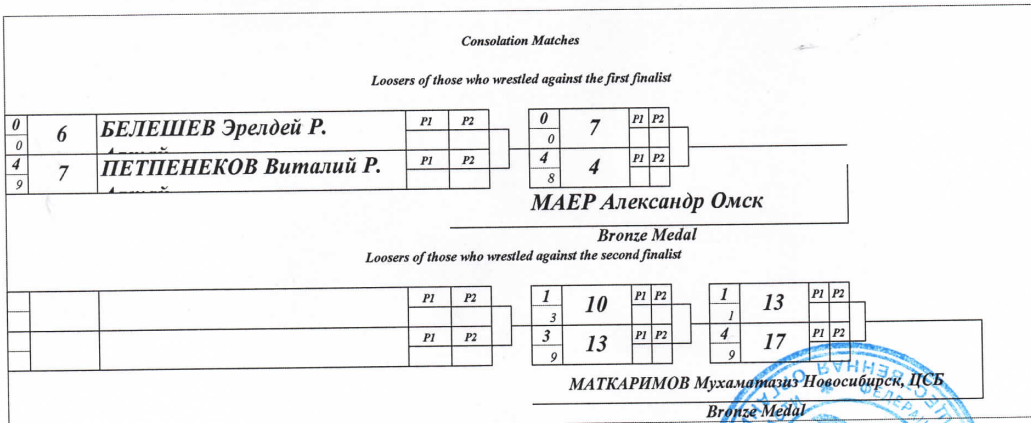 Consolation Matches
Loosers of those who wrestled against the first finalist
0 0 6 БЕЛЕШЕВ Эрелдей Р. P1 P2
4 9 7 ПЕТПЕНЕКОВ Виталий Р. P1 P2
0 0 7 P1 P2
4 8 4 P1 P2
МАЕР Александр Омск
Bronze Medal
Loosers of those who wrestled against the second finalist
P1 P2
P1 P2
1 3 10 P1 P2
3 9 13 P1 P2
1 1 13 P1 P2
4 9 17 P1 P2
МАТКАРИМОВ Мухаматазиз Новосибирск, ЦСБ
Bronze Medal